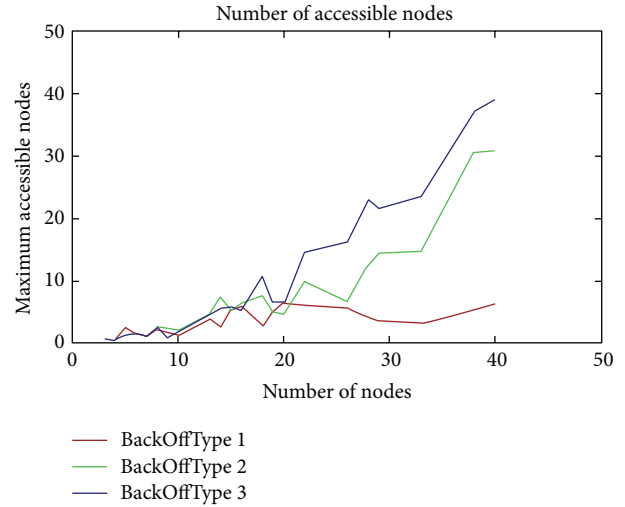 Number of accessible nodes
50
40
30
20
10
0
Maximum accessible nodes
0 10 20 30 40 50
Number of nodes
BackOffType 1
BackOffType 2
BackOffType 3